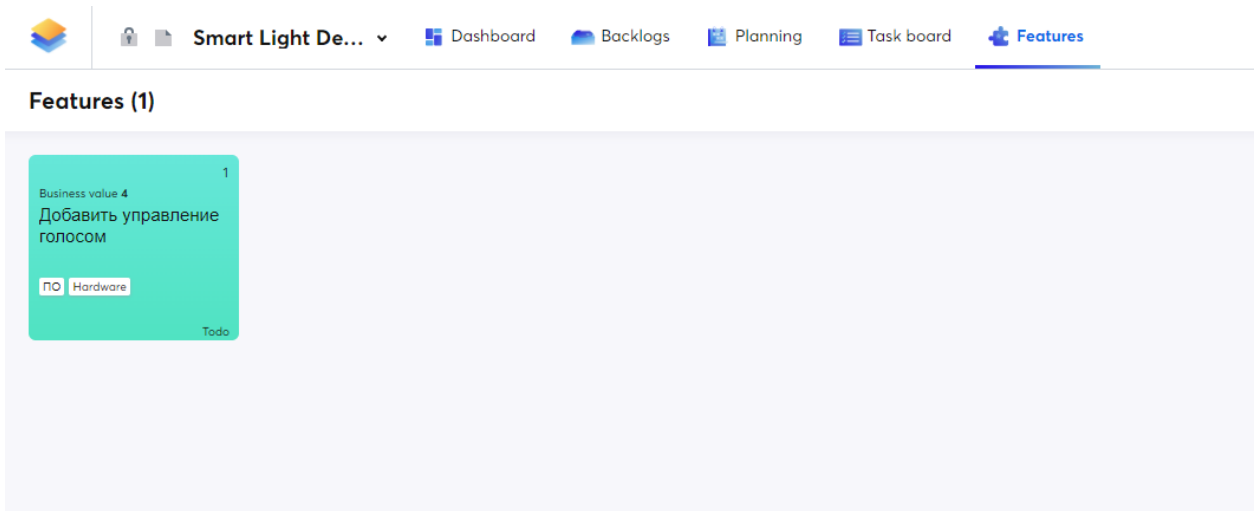 Smart Light De... Dashboard Backlogs Planning Task board Features
Features (1)
1
Business value 4
Добавить управление
голосом
ПО Hardware
Todo